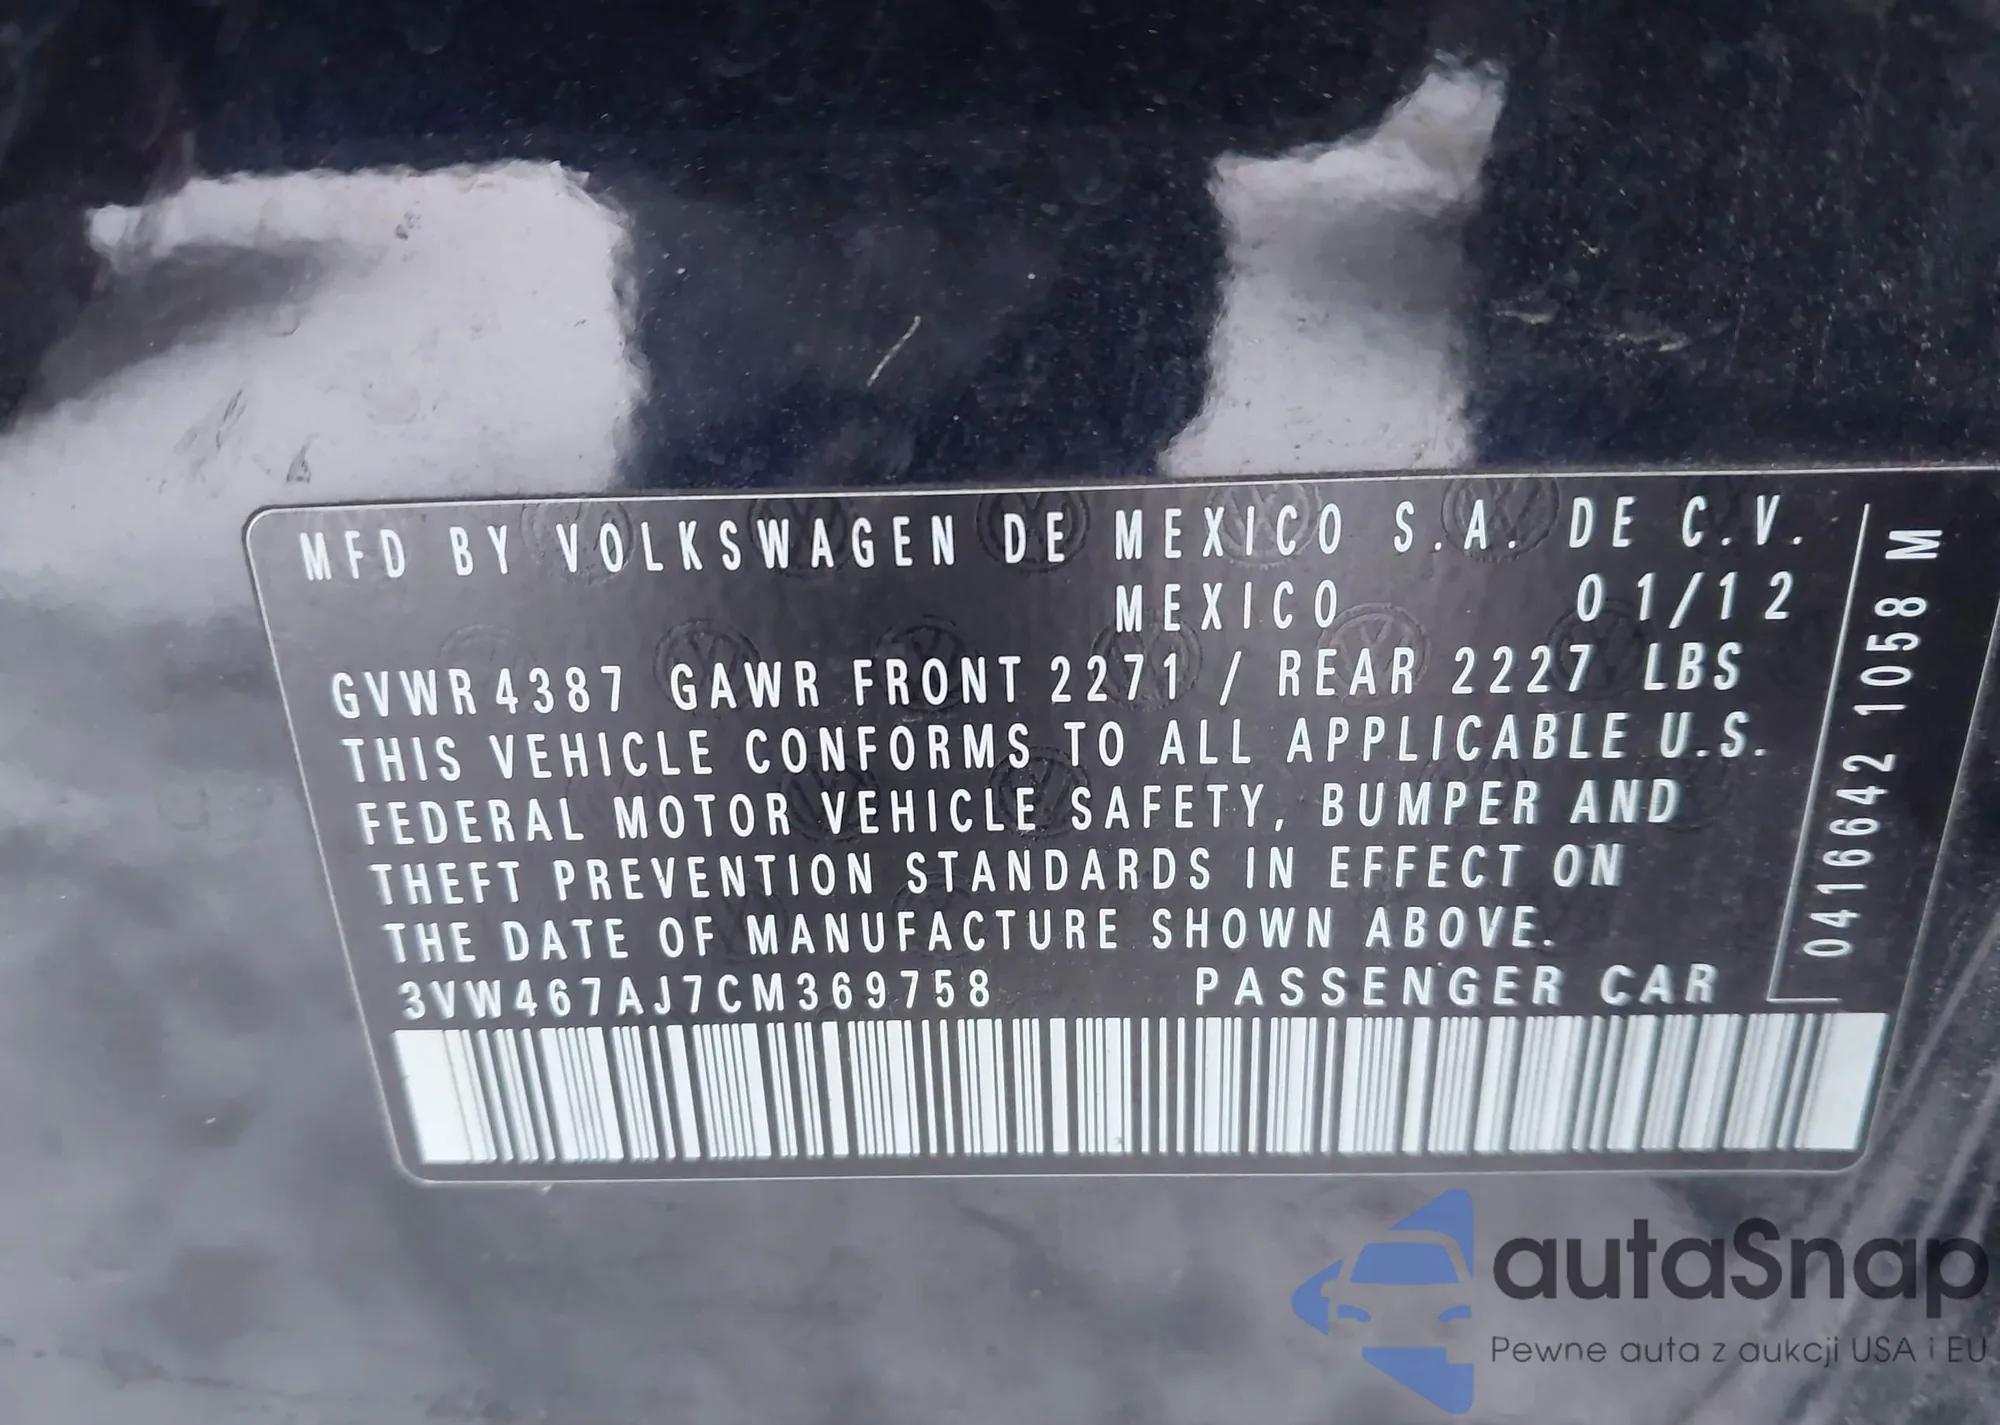 MFD BY VOLKSWAGEN DE MEXICO S.A. DE C.V.
MEXICO 01/12
GVWR 4387 GAWR FRONT 2271 / REAR 2227 LBS
THIS VEHICLE CONFORMS TO ALL APPLICABLE U.S.
FEDERAL MOTOR VEHICLE SAFETY, BUMPER AND
THEFT PREVENTION STANDARDS IN EFFECT ON
THE DATE OF MANUFACTURE SHOWN ABOVE.
3VW467AJ7CM369758 PASSENGER CAR
0416642 1058 M
autaSnap
Pewne auta z aukcji USA i EU